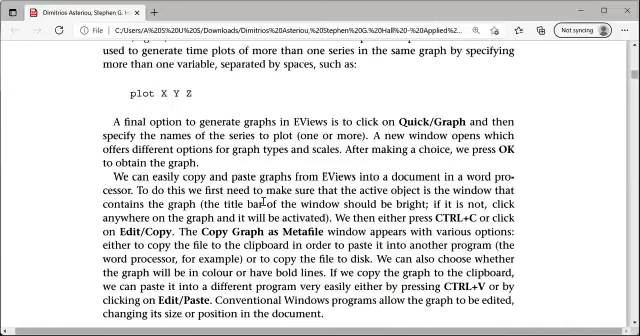 Dimitrios Asteriou, Stephen G. H
File
C:/Users/A%20S%20U%20S/Downloads/Dimitrios%20Asteriou,%20Stephen%20G.%20Hall%20-%20Applied%2...
Not syncing
used to generate time plots of more than one series in the same graph by specifying
more than one variable, separated by spaces, such as:
plot X Y Z
A final option to generate graphs in EViews is to click on Quick/Graph and then
specify the names of the series to plot (one or more). A new window opens which
offers different options for graph types and scales. After making a choice, we press OK
to obtain the graph.
We can easily copy and paste graphs from EViews into a document in a word pro-
cessor. To do this we first need to make sure that the active object is the window that
contains the graph (the title bar of the window should be bright; if it is not, click
anywhere on the graph and it will be activated). We then either press CTRL+C or click
on Edit/Copy. The Copy Graph as Metafile window appears with various options:
either to copy the file to the clipboard in order to paste it into another program (the
word processor, for example) or to copy the file to disk. We can also choose whether
the graph will be in colour or have bold lines. If we copy the graph to the clipboard,
we can paste it into a different program very easily either by pressing CTRL+V or by
clicking on Edit/Paste. Conventional Windows programs allow the graph to be edited,
changing its size or position in the document.